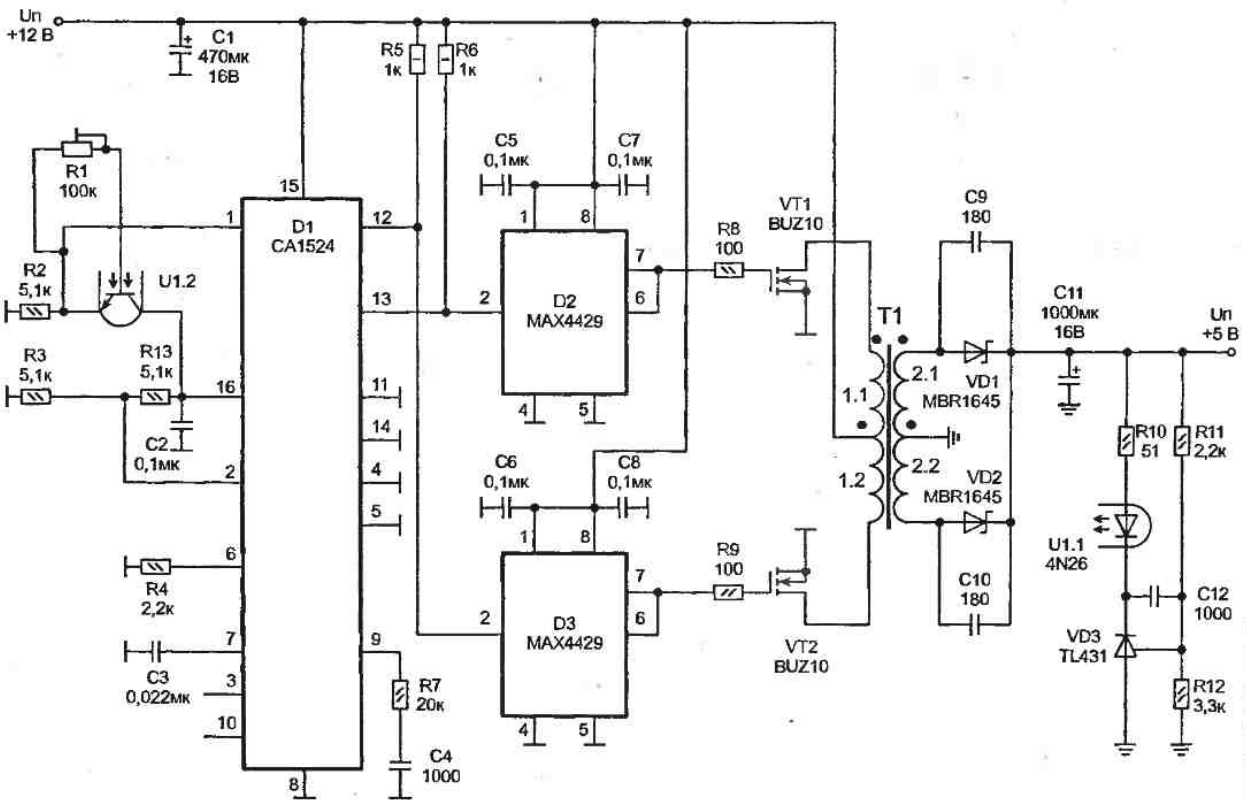 Uп
+12 В
C1
470мк
16В
R5
1к
R6
1к
R1
100к
R2
5,1к
U1.2
R3
5,1к
R13
5,1к
C2
0,1мк
R4
2,2к
C3
0,022мк
D1
CA1524
15
1
16
2
6
7
3
10
8
12
13
11
14
4
5
9
R7
20к
C4
1000
C5
0,1мк
C7
0,1мк
1
8
2
D2
MAX4429
7
6
4
5
C6
0,1мк
C8
0,1мк
1
8
2
D3
MAX4429
7
6
4
5
R8
100
VT1
BUZ10
R9
100
VT2
BUZ10
T1
1.1
1.2
2.1
2.2
C9
180
VD1
MBR1645
VD2
MBR1645
C10
180
C11
1000мк
16В
Uп
+5 В
R10
51
R11
2,2к
U1.1
4N26
C12
1000
VD3
TL431
R12
3,3к